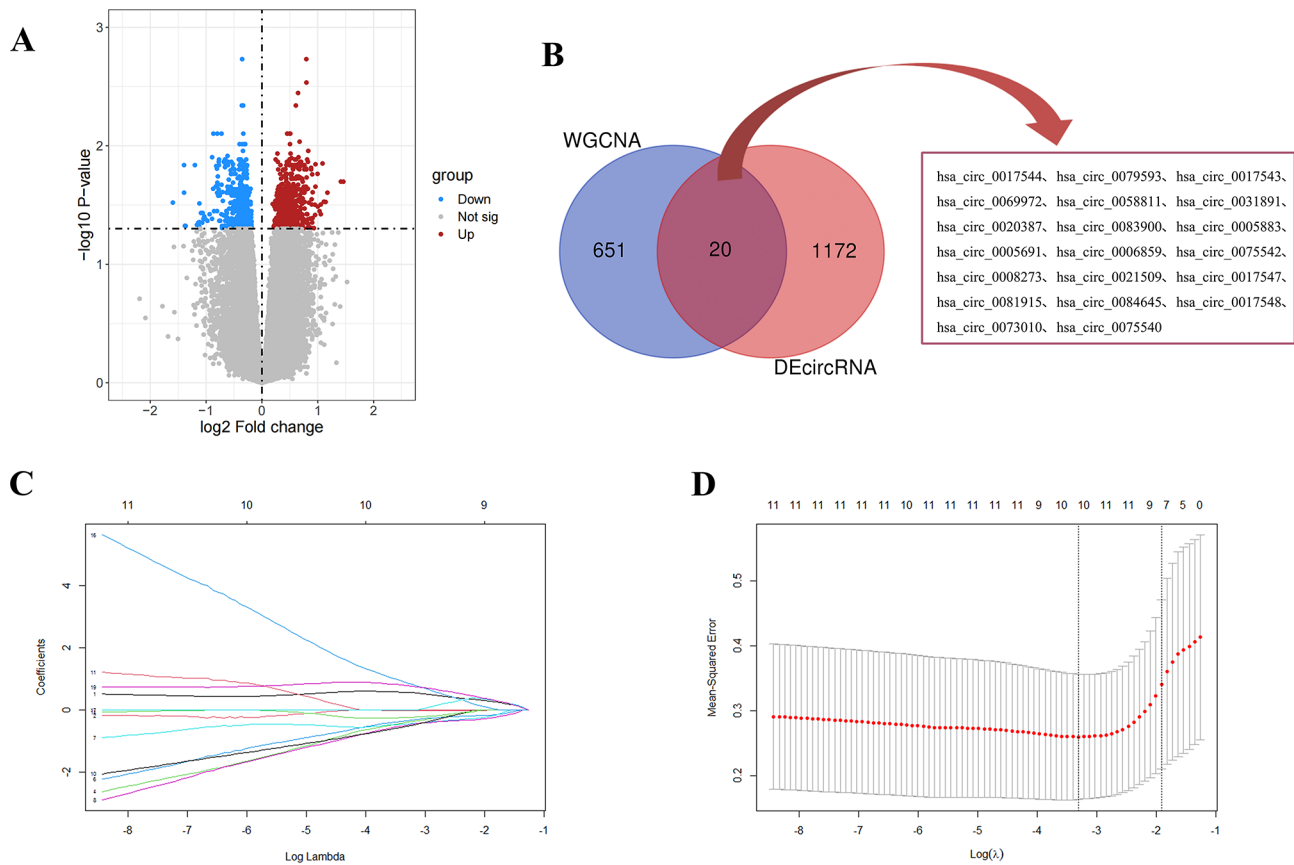 A
3
2
1
0
−log10 P−value
−2
−1
0
1
2
log2 Fold change
group
Down
Not sig
Up
B
WGCNA
651
20
1172
DEcircRNA
hsa_circ_0017544、 hsa_circ_0079593、 hsa_circ_0017543、
hsa_circ_0069972、 hsa_circ_0058811、 hsa_circ_0031891、
hsa_circ_0020387、 hsa_circ_0083900、 hsa_circ_0005883、
hsa_circ_0005691、 hsa_circ_0006859、 hsa_circ_0075542、
hsa_circ_0008273、 hsa_circ_0021509、 hsa_circ_0017547、
hsa_circ_0081915、 hsa_circ_0084645、 hsa_circ_0017548、
hsa_circ_0073010、 hsa_circ_0075540
C
11 10 10 9
4
2
0
-2
Coefficients
11
19
1
2
7
10
-8 -7 -6 -5 -4 -3 -2 -1
Log Lambda
D
11 11 11 11 11 11 10 11 11 11 11 11 9 10 10 11 11 9 7 5 0
0.5
0.4
0.3
0.2
Mean-Squared Error
-8 -7 -6 -5 -4 -3 -2 -1
Log(λ)